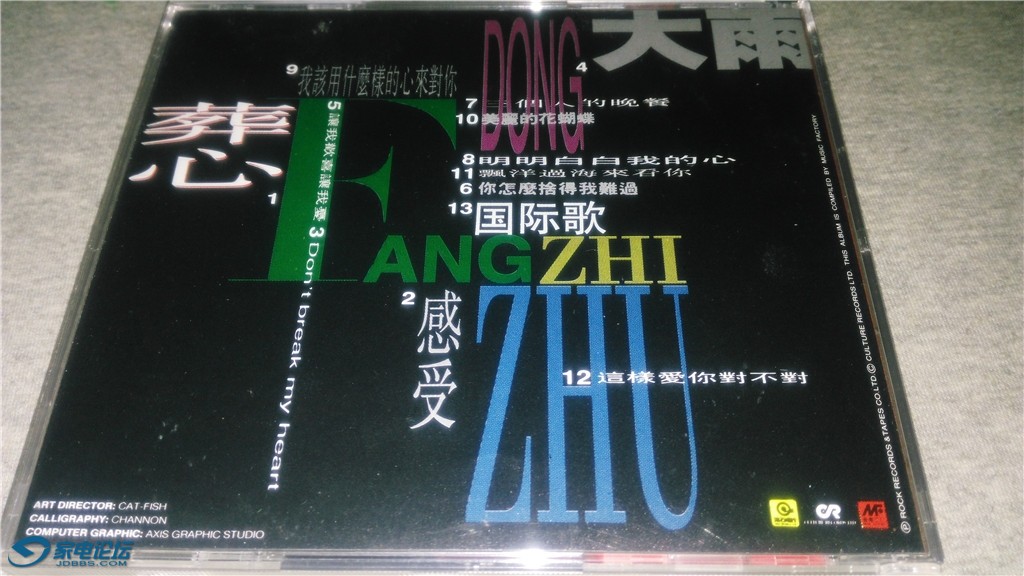 大雨
DONG
4
9 我該用什麼樣的心來對你
5 讓我歡喜讓我憂
7 一個人的晚餐
10 美麗的花蝴蝶
葬心
1
8 明明白白我的心
11 飄洋過海來看你
6 你怎麼捨得我難過
13 国际歌
3 Don't break my heart
FANG
ZHI
2 感受
ZHU
12 這樣愛你對不對
ART DIRECTOR: CAT-FISH
CALLIGRAPHY: CHANNON
COMPUTER GRAPHIC: AXIS GRAPHIC STUDIO
Ⓟ ROCK RECORDS & TAPES CO.LTD. Ⓒ CULTURE RECORDS LTD. THIS ALBUM IS COMPILED BY MUSIC FACTORY
CR
家电论坛
JDBBS.COM